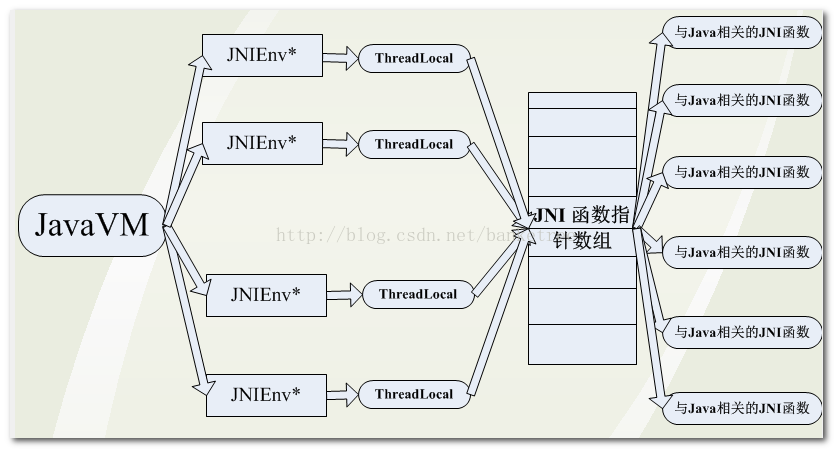 JavaVM
JNIEnv*
ThreadLocal
JNIEnv*
ThreadLocal
JNIEnv*
ThreadLocal
JNIEnv*
ThreadLocal
JNI 函数指
针数组
与Java相关的JNI函数
与Java相关的JNI函数
与Java相关的JNI函数
与Java相关的JNI函数
与Java相关的JNI函数
与Java相关的JNI函数